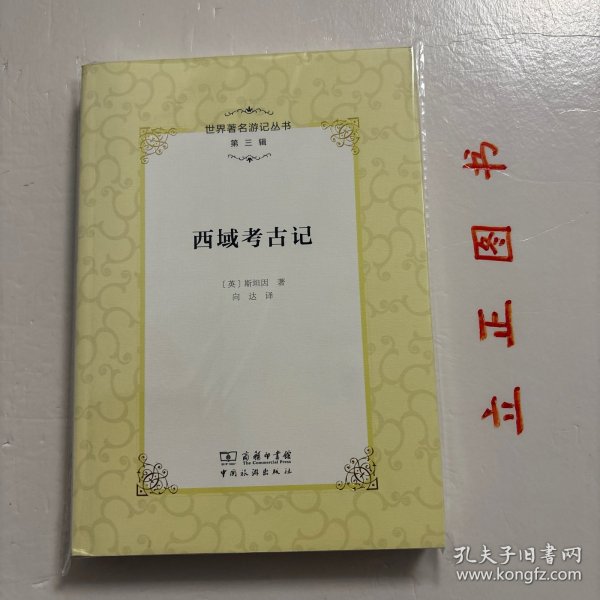 世界著名游记丛书
第三辑
西域考古记
[英]斯坦因 著
向达 译
商务印书馆
The Commercial Press
中国旅游出版社
立正图书
孔夫子旧书网
www.kongfz.com